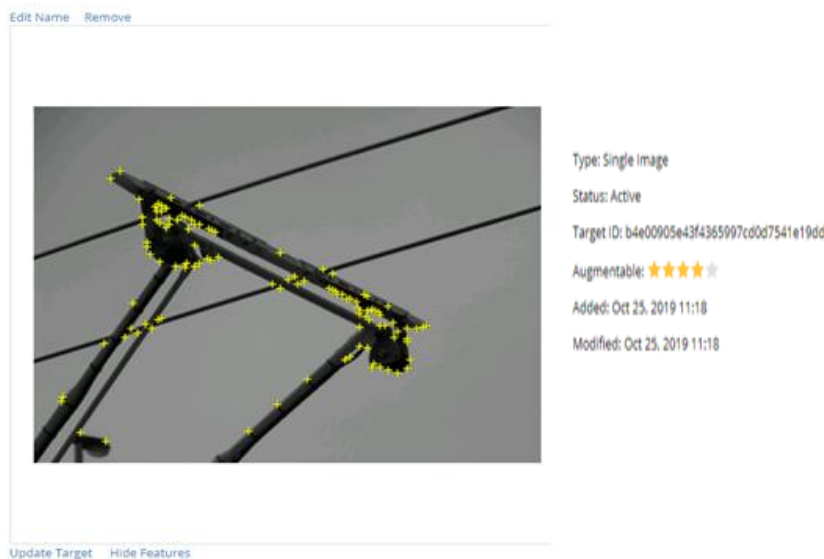 Edit Name Remove
Type: Single Image
Status: Active
Target ID: b4e00905e43f4365997cd0d7541e19dd
Augmentable:
Added: Oct 25, 2019 11:18
Modified: Oct 25, 2019 11:18
Update Target Hide Features